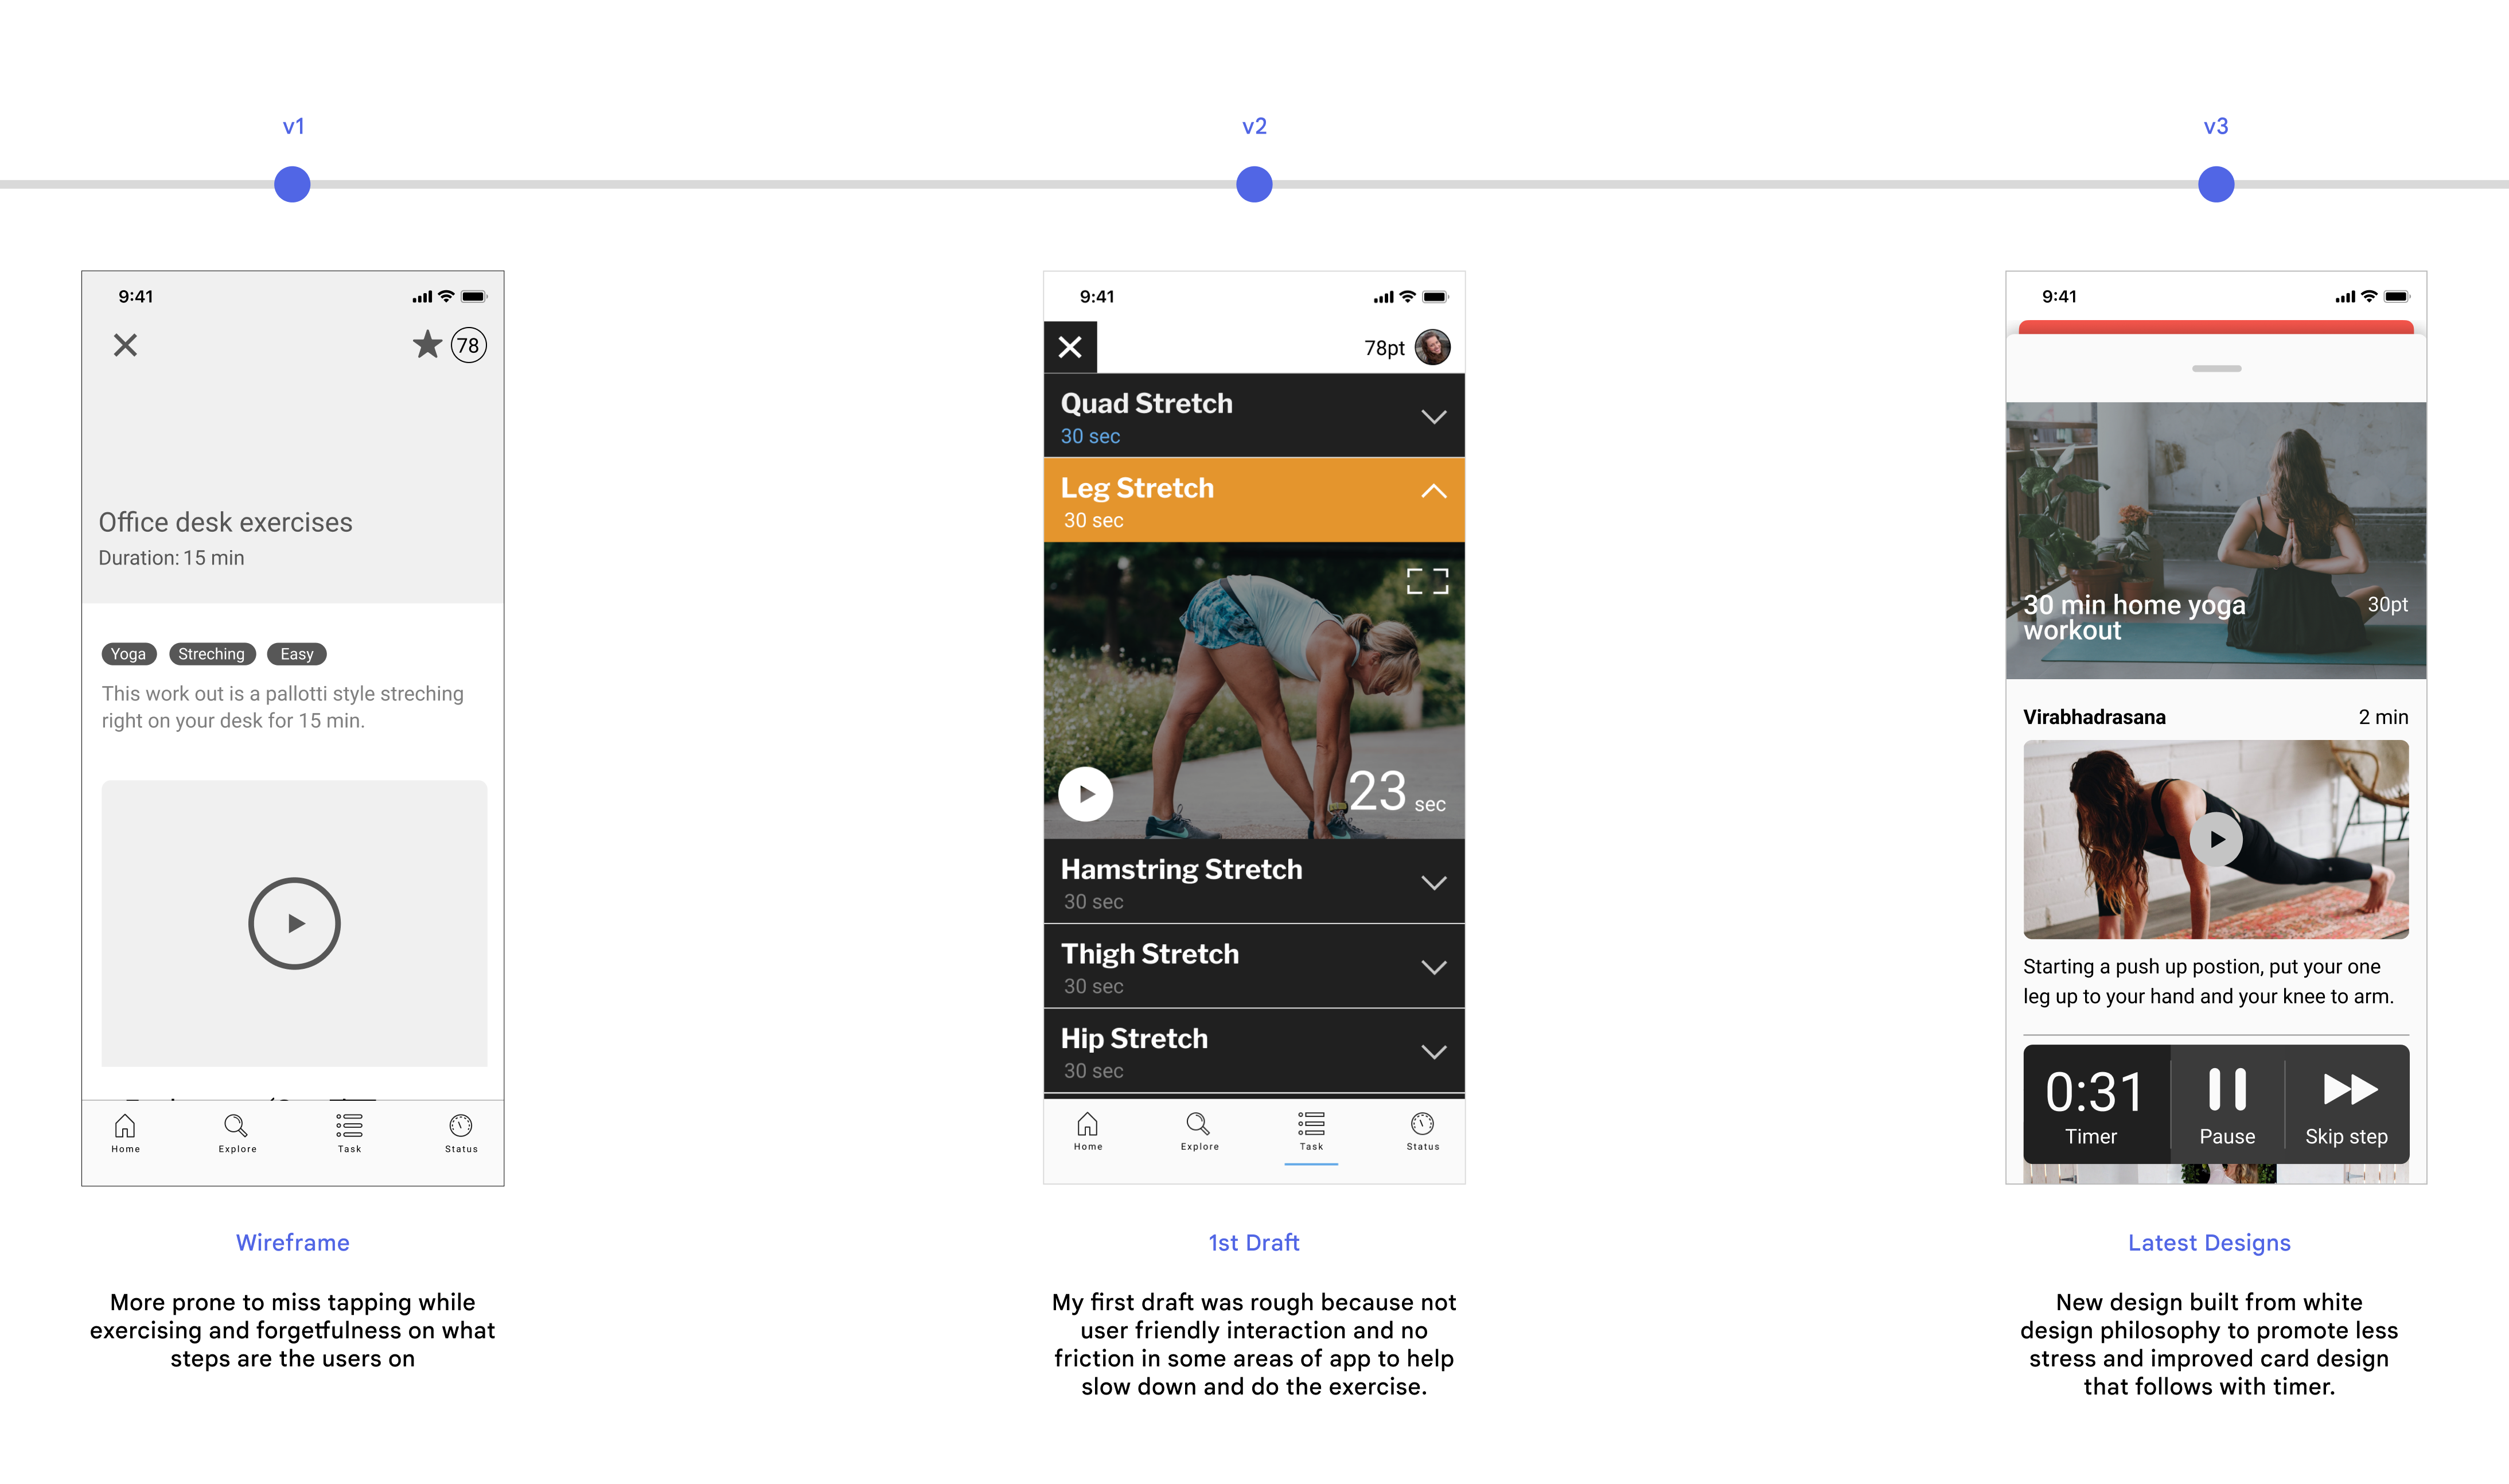 v1
v2
v3
9:41
78
Office desk exercises
Duration: 15 min
Yoga Streching Easy
This work out is a pallotti style streching
right on your desk for 15 min.
Home Explore Task Status
Wireframe
More prone to miss tapping while
exercising and forgetfulness on what
steps are the users on
9:41
78pt
Quad Stretch
30 sec
Leg Stretch
30 sec
23 sec
Hamstring Stretch
30 sec
Thigh Stretch
30 sec
Hip Stretch
30 sec
Home Explore Task Status
1st Draft
My first draft was rough because not
user friendly interaction and no
friction in some areas of app to help
slow down and do the exercise.
9:41
30 min home yoga
workout
30pt
Virabhadrasana 2 min
Starting a push up postion, put your one
leg up to your hand and your knee to arm.
0:31
Timer Pause Skip step
Latest Designs
New design built from white
design philosophy to promote less
stress and improved card design
that follows with timer.